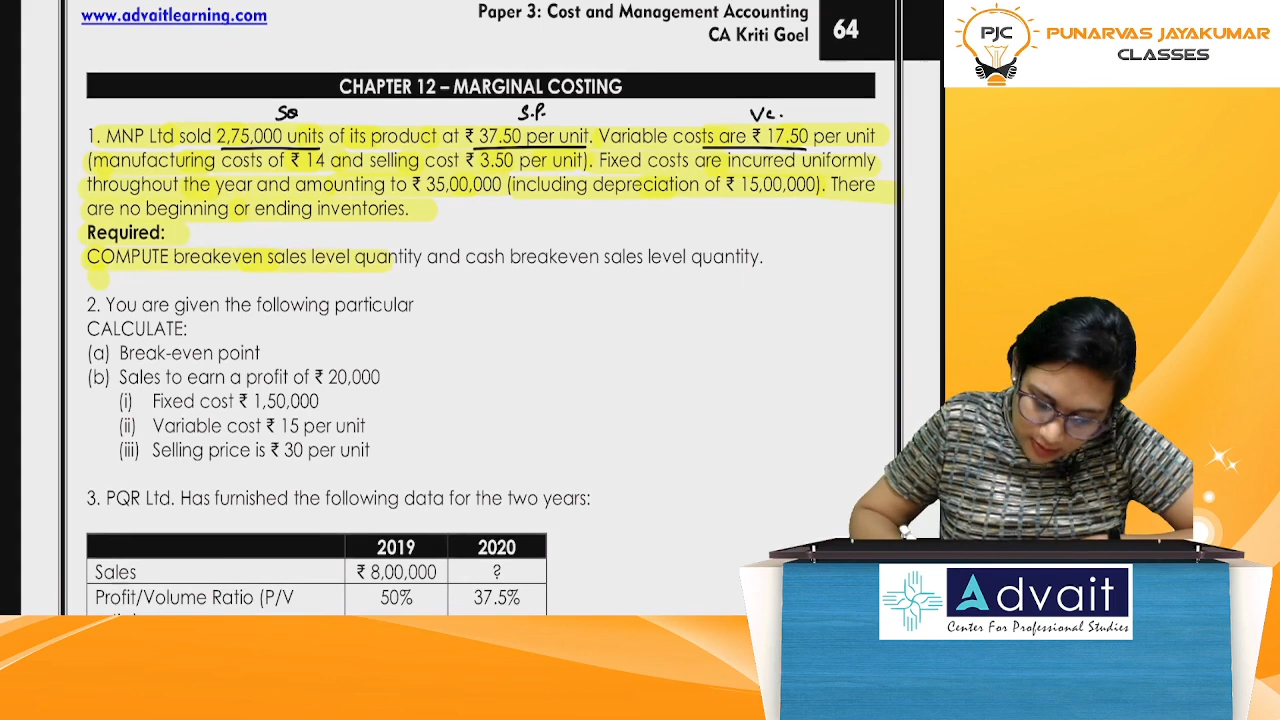 www.advaitlearning.com
Paper 3: Cost and Management Accounting
CA Kriti Goel
64
PJC
PUNARVAS JAYAKUMAR
CLASSES
CHAPTER 12 – MARGINAL COSTING
SQ S.P. Vc.
1. MNP Ltd sold 2,75,000 units of its product at ₹ 37.50 per unit. Variable costs are ₹ 17.50 per unit
(manufacturing costs of ₹ 14 and selling cost ₹ 3.50 per unit). Fixed costs are incurred uniformly
throughout the year and amounting to ₹ 35,00,000 (including depreciation of ₹ 15,00,000). There
are no beginning or ending inventories.
Required:
COMPUTE breakeven sales level quantity and cash breakeven sales level quantity.
2. You are given the following particular
CALCULATE:
(a) Break-even point
(b) Sales to earn a profit of ₹ 20,000
(i) Fixed cost ₹ 1,50,000
(ii) Variable cost ₹ 15 per unit
(iii) Selling price is ₹ 30 per unit
3. PQR Ltd. Has furnished the following data for the two years:
2019 2020
Sales ₹ 8,00,000 ?
Profit/Volume Ratio (P/V 50% 37.5%
Advait
Center For Professional Studies